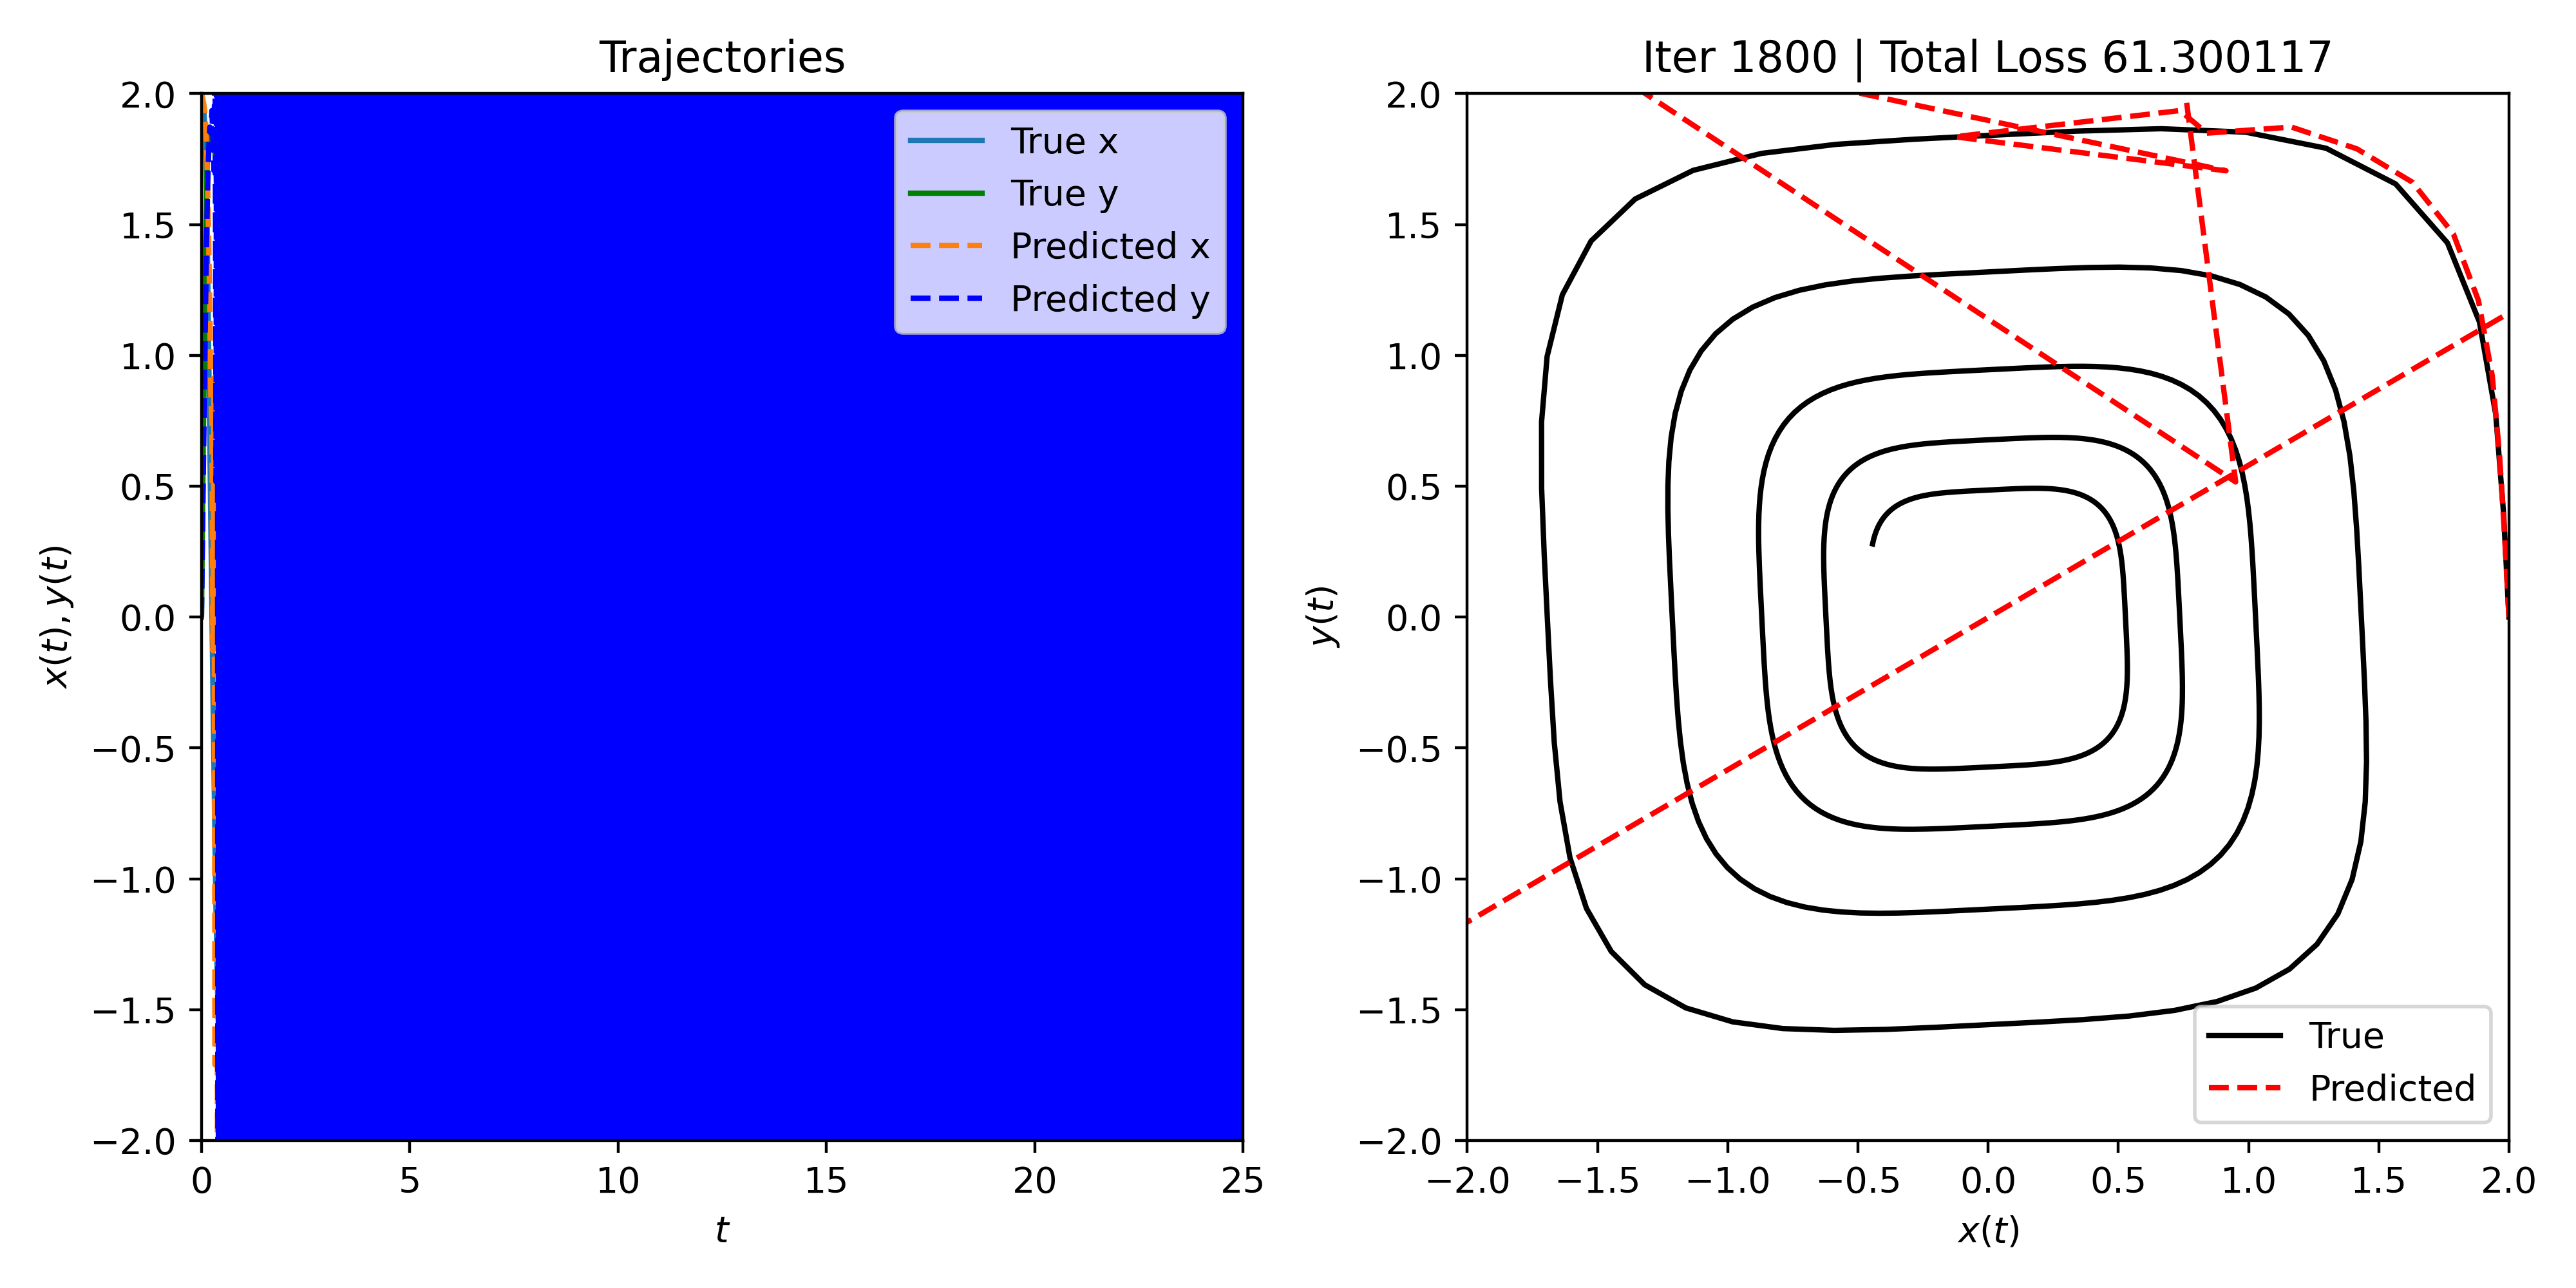 Trajectories
2.0
1.5
1.0
0.5
0.0
−0.5
−1.0
−1.5
−2.0
x(t), y(t)
0 5 10 15 20 25
t
True x
True y
Predicted x
Predicted y
Iter 1800 | Total Loss 61.300117
2.0
1.5
1.0
0.5
0.0
−0.5
−1.0
−1.5
−2.0
y(t)
−2.0 −1.5 −1.0 −0.5 0.0 0.5 1.0 1.5 2.0
x(t)
True
Predicted